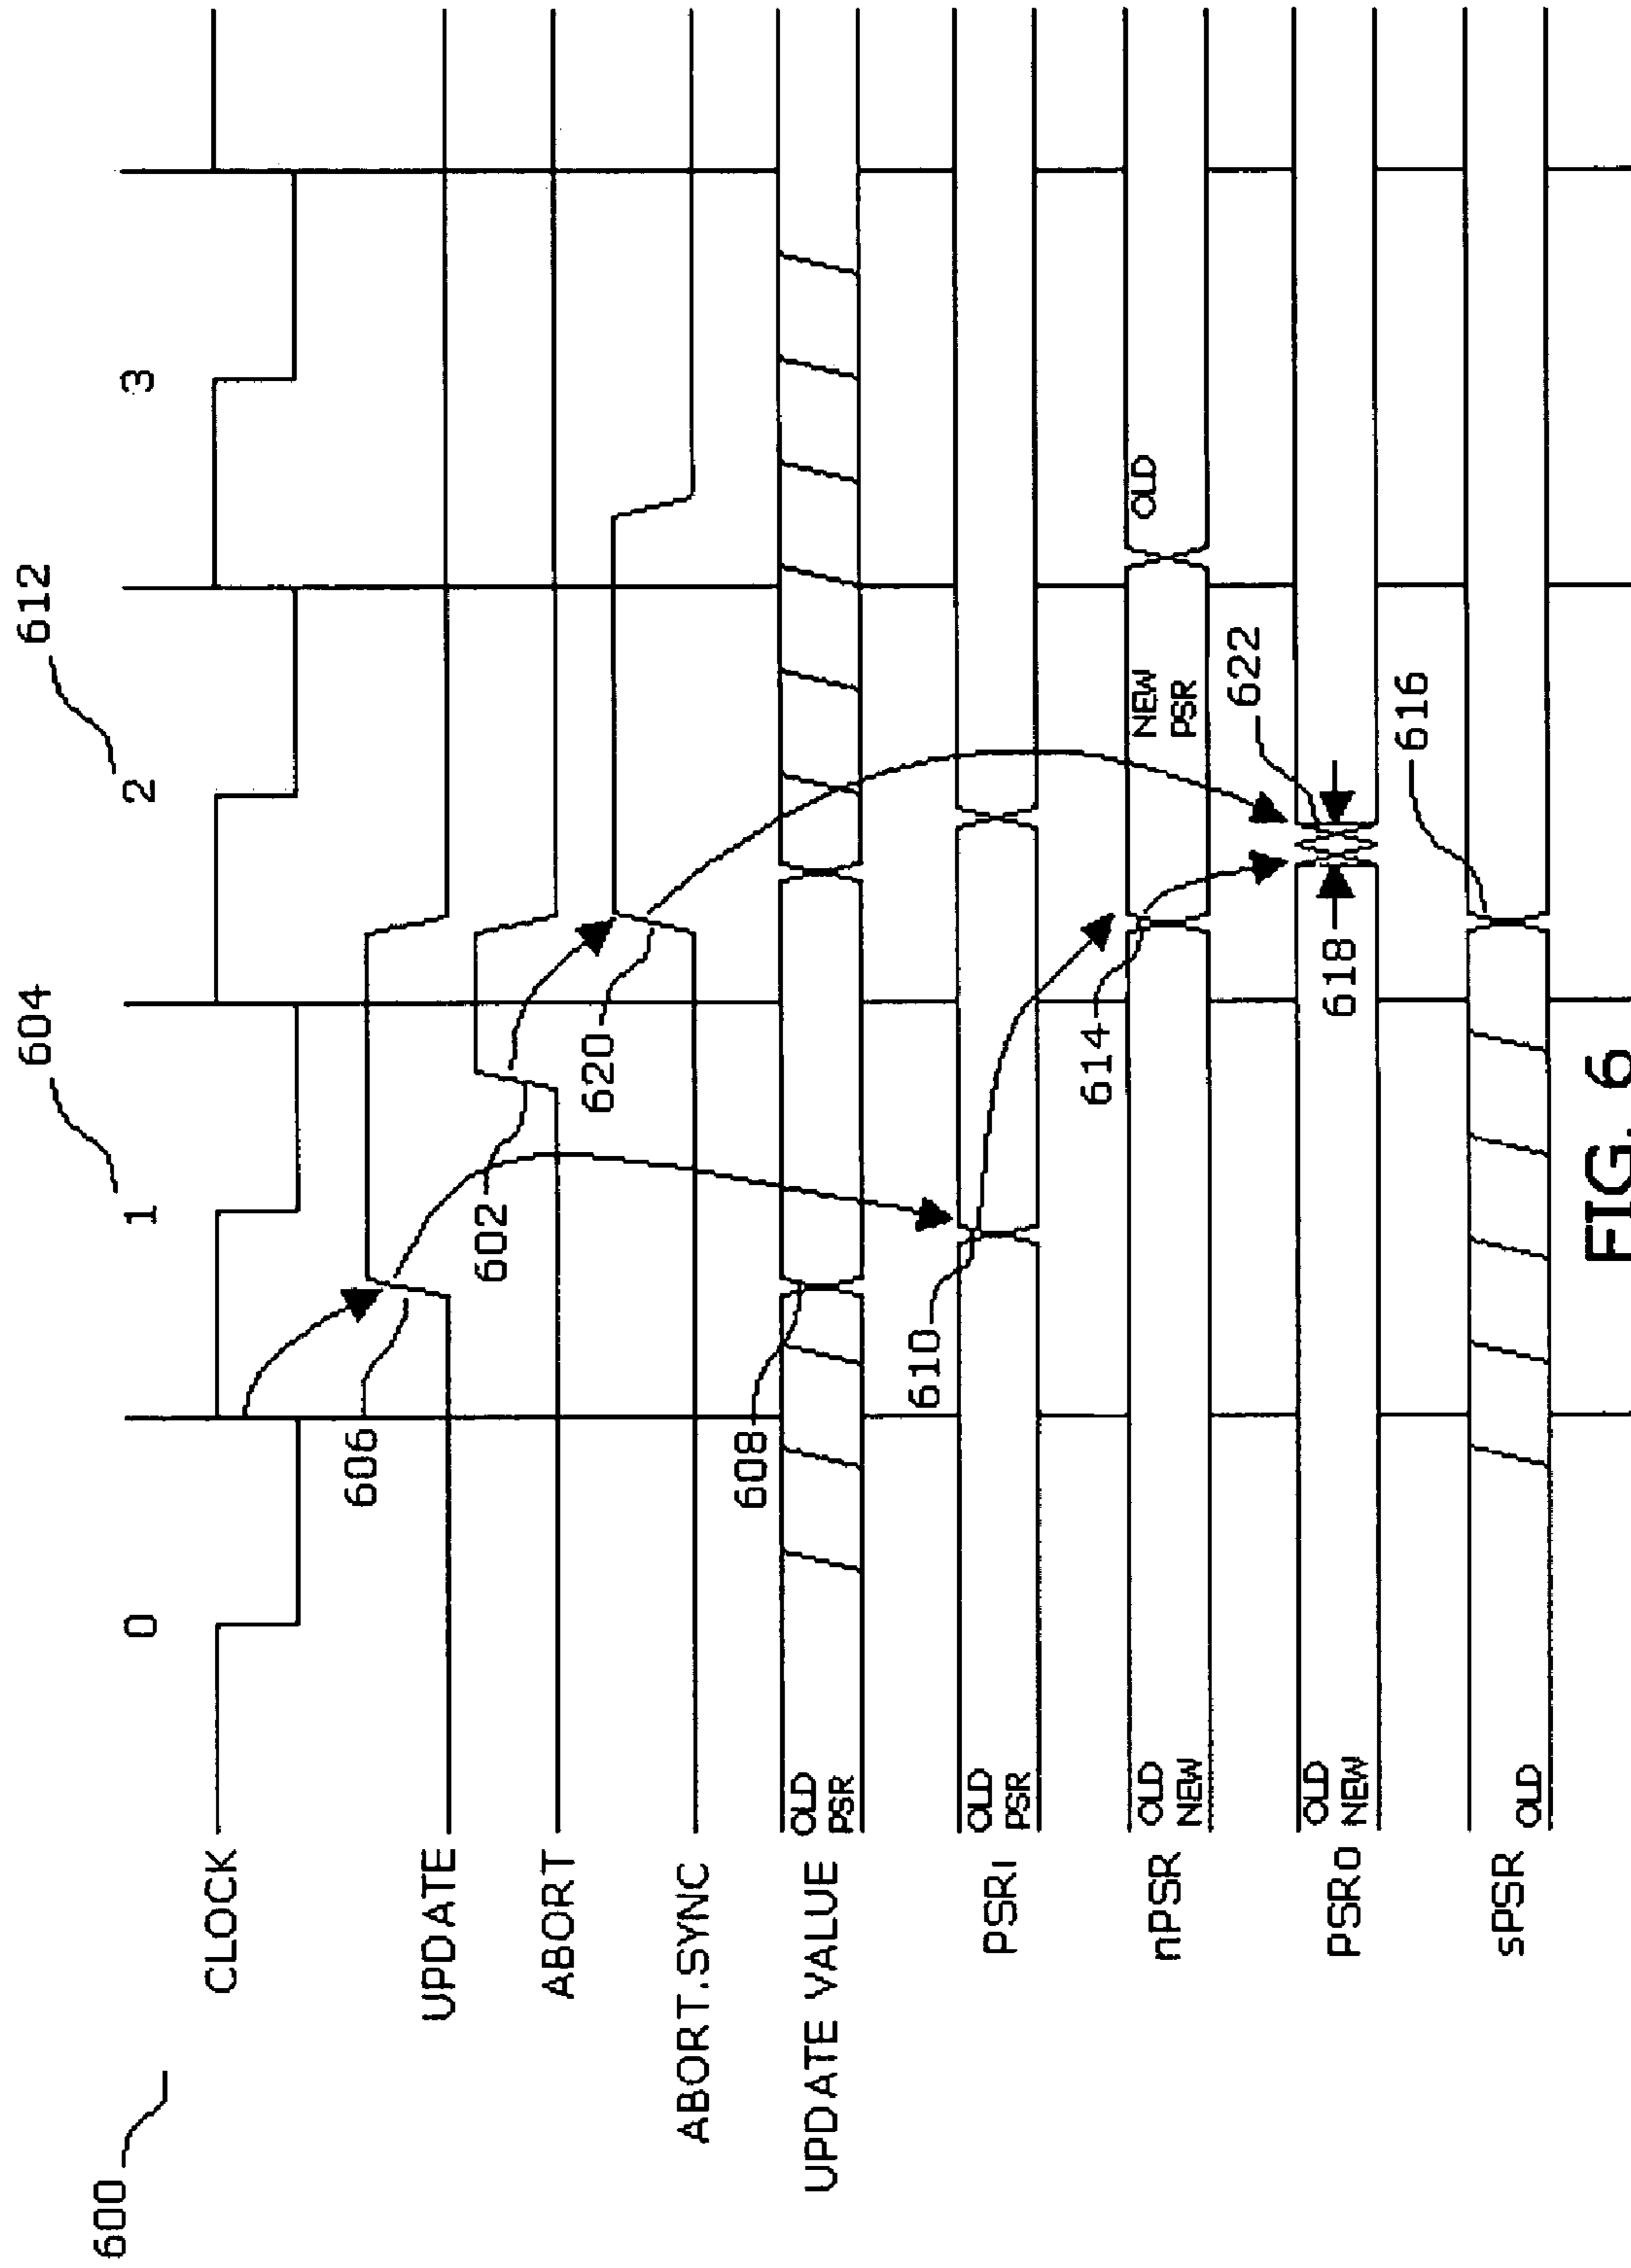 600
604
612
0
1
2
3
CLOCK
UPDATE
606
ABORT
602
ABORT.SYNC
620
UPDATE VALUE
OLD
PSR
608
PSRi
OLD
PSR
610
nPSR
OLD
NEW
614
NEW
PSR
OLD
PSRo
OLD
NEW
618
622
sPSR
OLD
616
FIG. 6